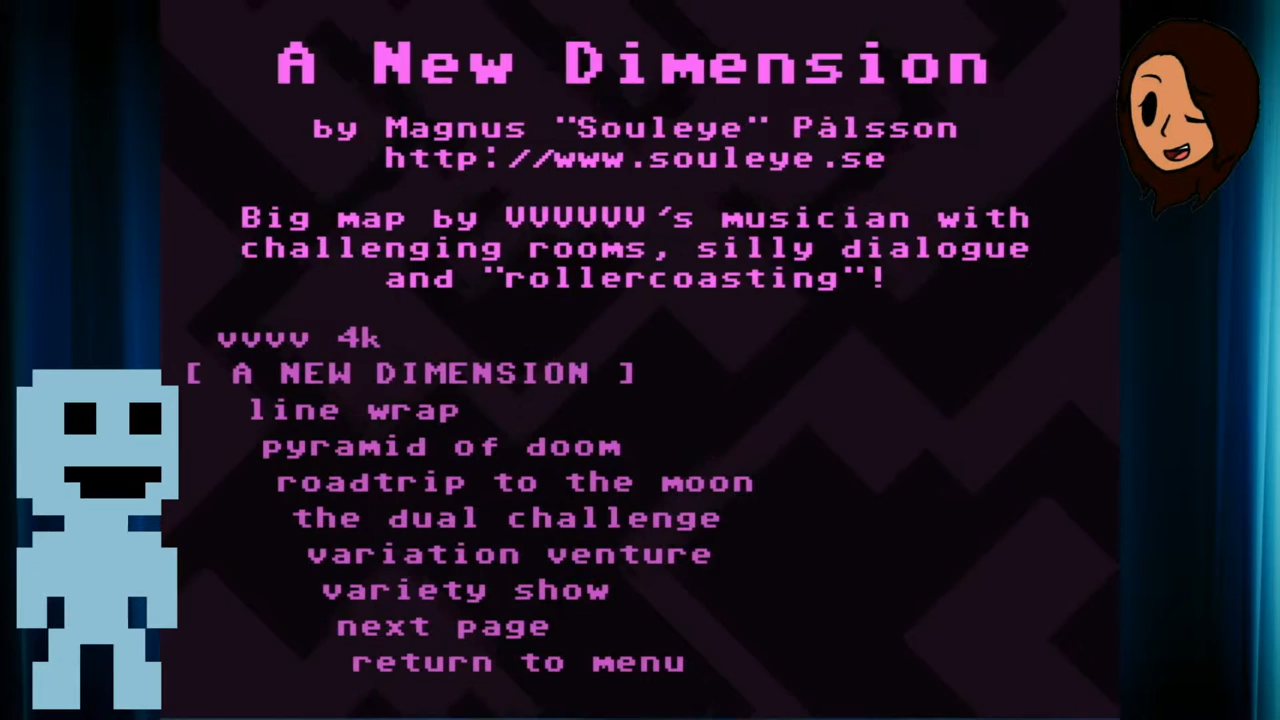 A New Dimension
by Magnus "Souleye" Pålsson
http://www.souleye.se
Big map by VVVVVV's musician with
challenging rooms, silly dialogue
and "rollercoasting"!
vvvv 4k
[ A NEW DIMENSION ]
line wrap
pyramid of doom
roadtrip to the moon
the dual challenge
variation venture
variety show
next page
return to menu